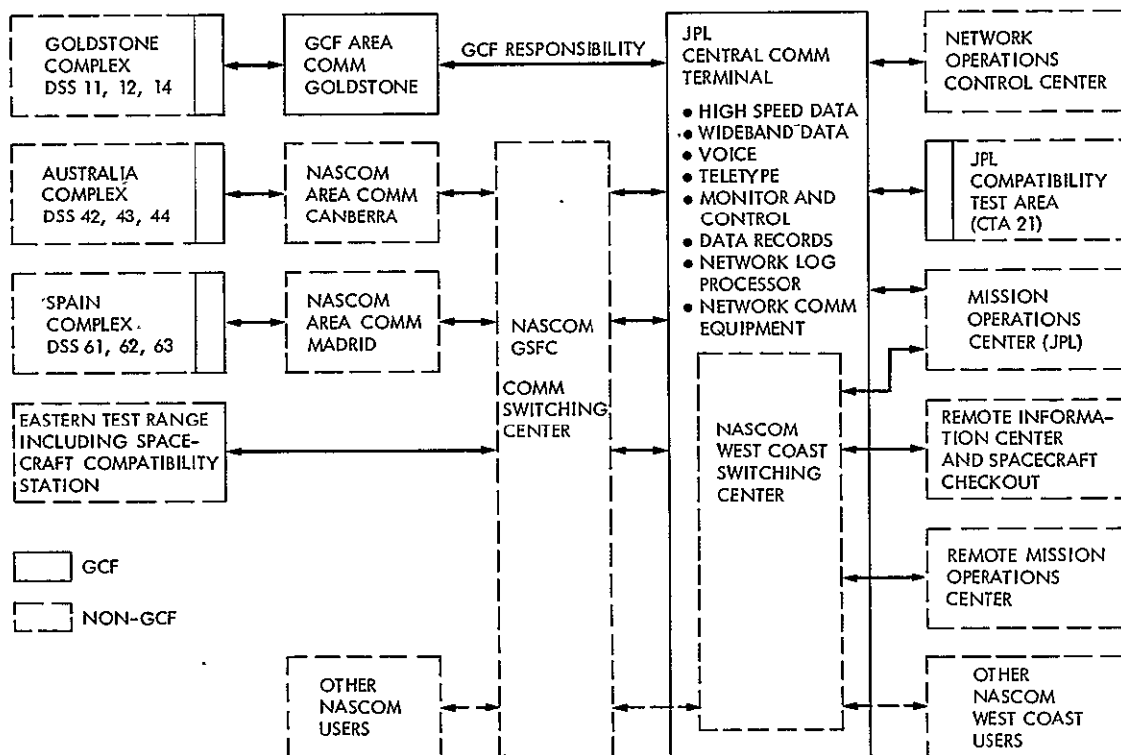 GOLDSTONE
COMPLEX
DSS 11, 12, 14
GCF AREA
COMM
GOLDSTONE
GCF RESPONSIBILITY
JPL
CENTRAL COMM
TERMINAL
• HIGH SPEED DATA
• WIDEBAND DATA
• VOICE
• TELETYPE
• MONITOR AND
CONTROL
• DATA RECORDS
• NETWORK LOG
PROCESSOR
• NETWORK COMM
EQUIPMENT
NETWORK
OPERATIONS
CONTROL CENTER
AUSTRALIA
COMPLEX
DSS 42, 43, 44
NASCOM
AREA COMM
CANBERRA
JPL
COMPATIBILITY
TEST AREA
(CTA 21)
SPAIN
COMPLEX
DSS 61, 62, 63
NASCOM
AREA COMM
MADRID
NASCOM
GSFC
COMM
SWITCHING
CENTER
MISSION
OPERATIONS
CENTER (JPL)
EASTERN TEST RANGE
INCLUDING SPACE-
CRAFT COMPATIBILITY
STATION
NASCOM
WEST COAST
SWITCHING
CENTER
REMOTE INFORMA-
TION CENTER
AND SPACECRAFT
CHECKOUT
GCF
NON-GCF
REMOTE MISSION
OPERATIONS
CENTER
OTHER
NASCOM
USERS
OTHER
NASCOM
WEST COAST
USERS